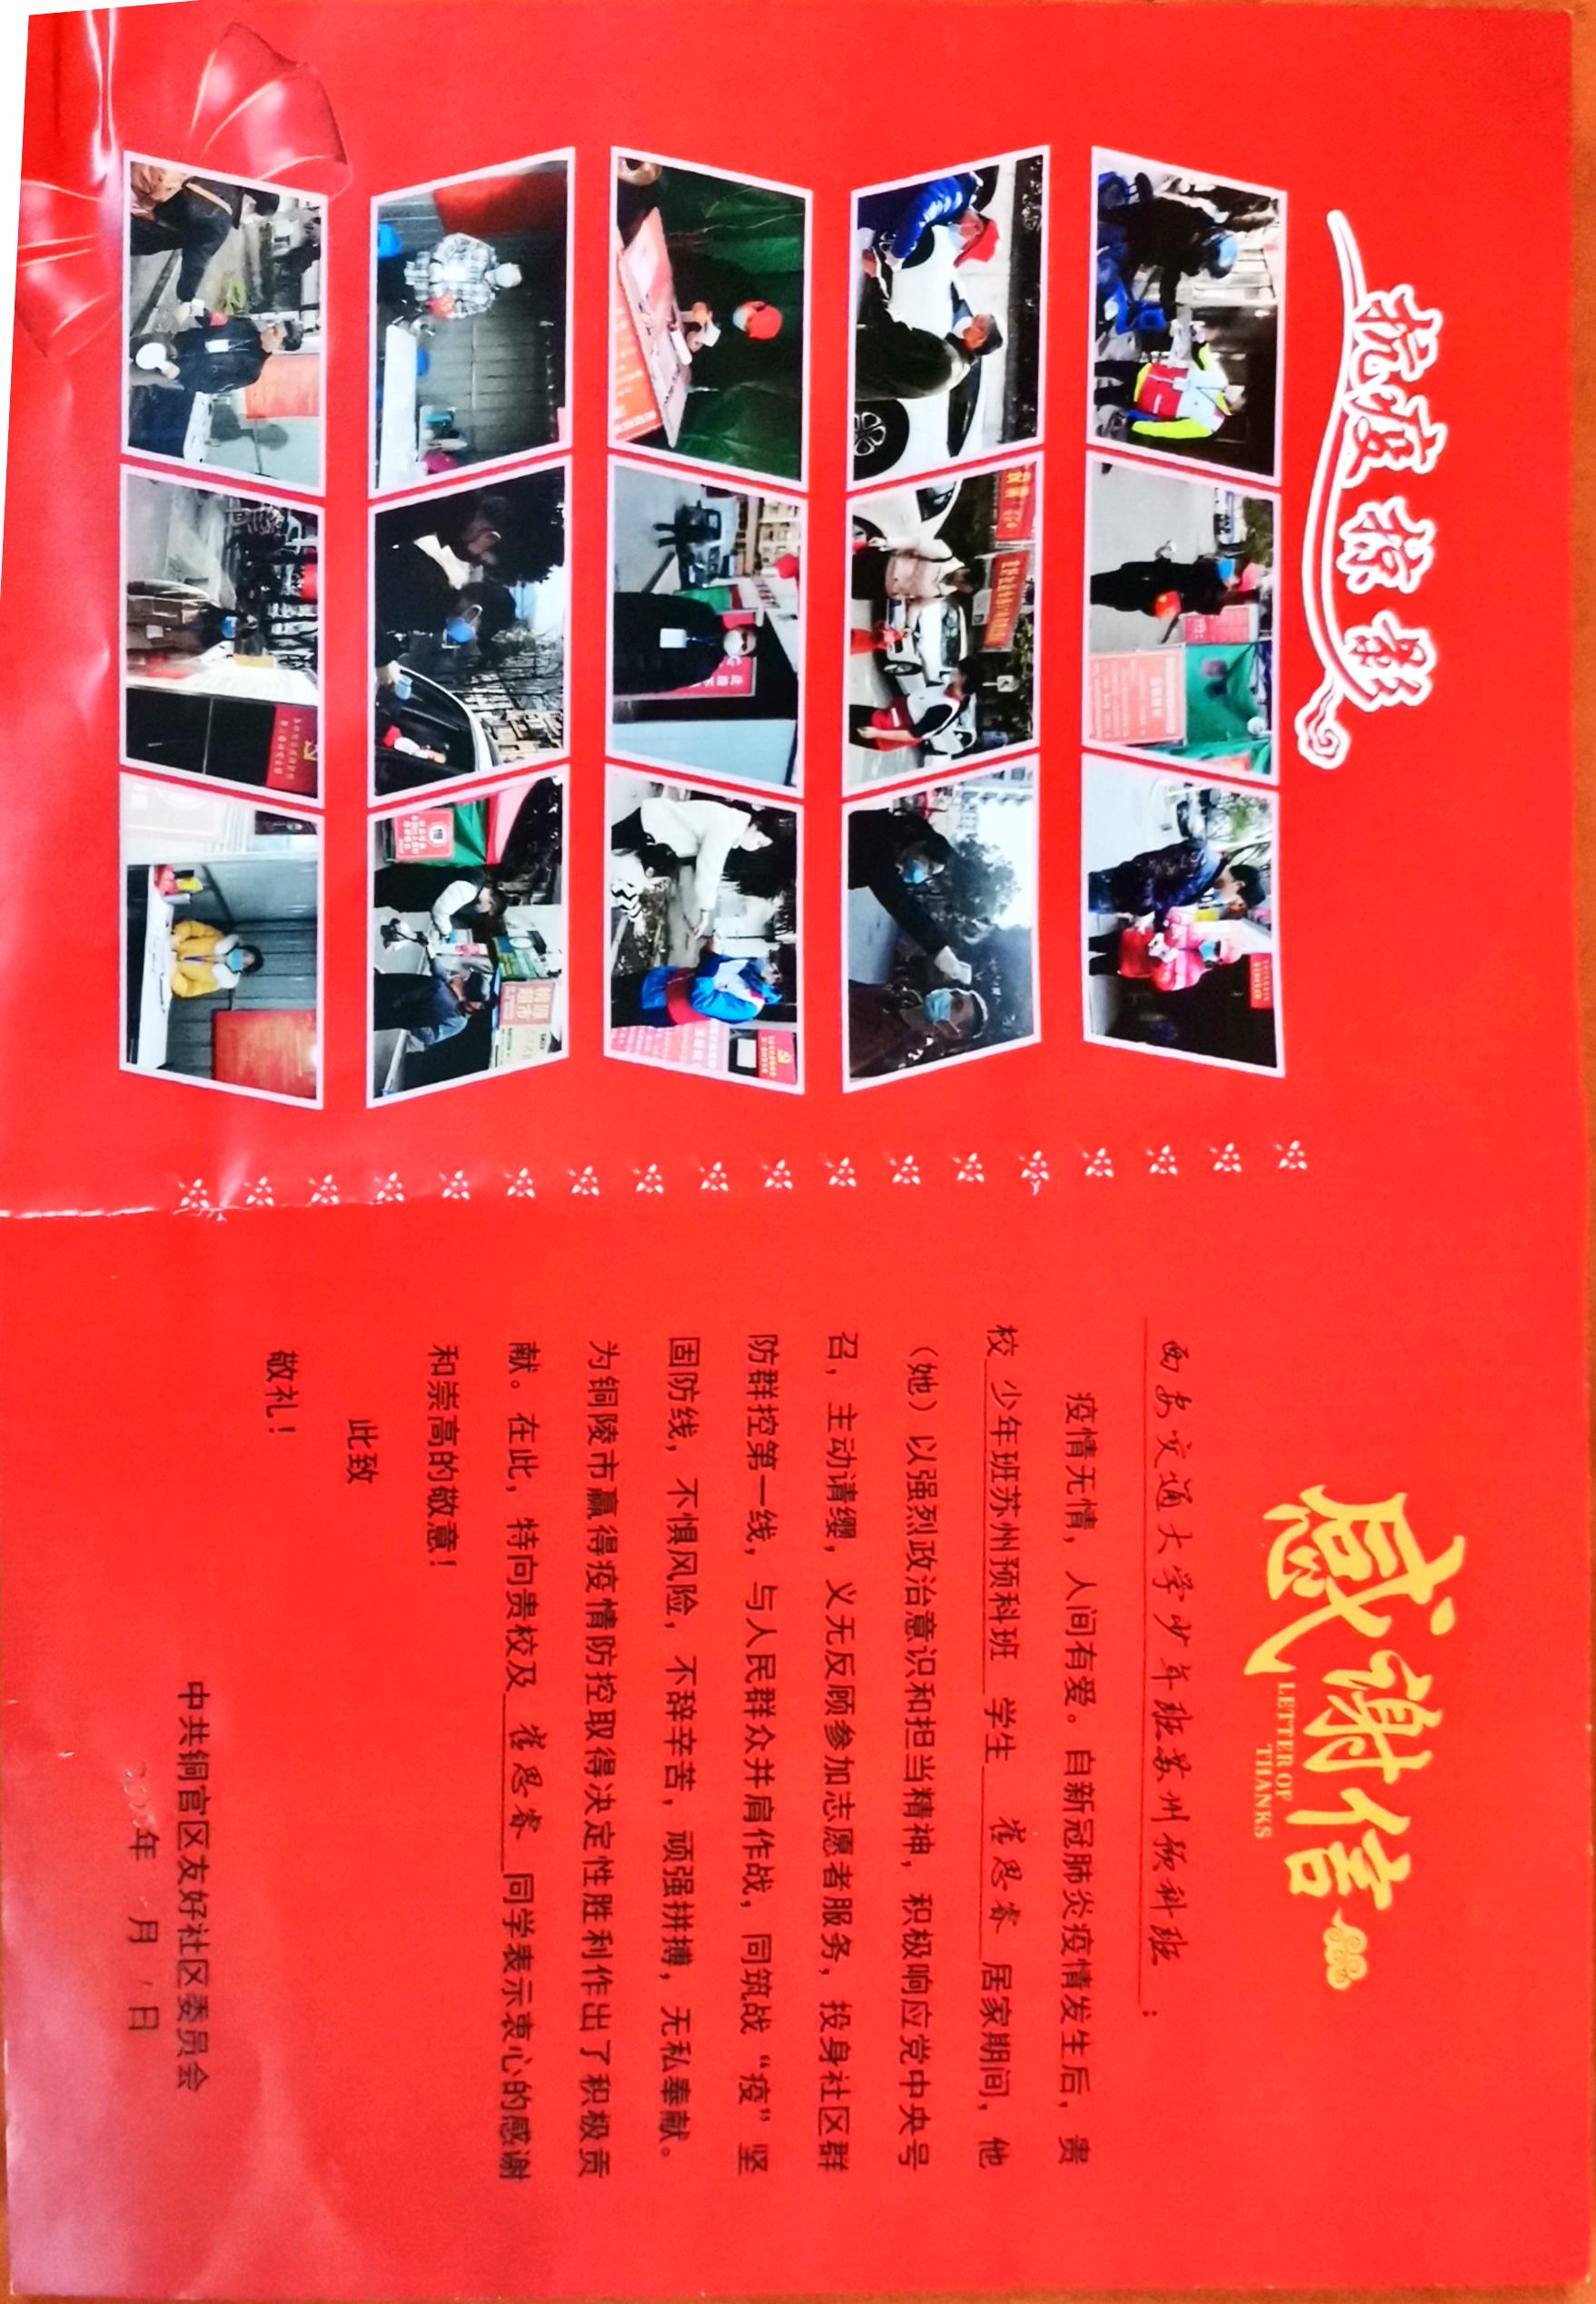 抗疫掠影
感谢信
LETTER OF
THANKS
西安交通大学少年班苏州预科班：
疫情无情，人间有爱。自新冠肺炎疫情发生后，贵
校 少年班苏州预科班 学生 崔思睿 居家期间，他
（她）以强烈政治意识和担当精神，积极响应党中央号
召，主动请缨，义无反顾参加志愿者服务，投身社区群
防群控第一线，与人民群众并肩作战，同筑战“疫”坚
固防线，不惧风险，不辞辛苦，顽强拼搏，无私奉献。
为铜陵市赢得疫情防控取得决定性胜利作出了积极贡
献。在此，特向贵校及 崔思睿 同学表示衷心的感谢
和崇高的敬意！
此致
敬礼！
中共铜官区友好社区委员会
年 月 日